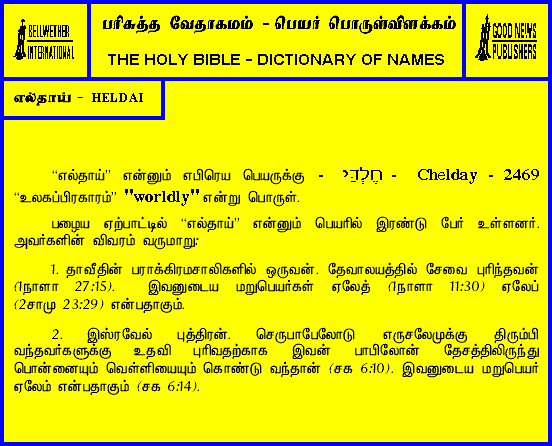 BELLWETHER
INTERNATIONAL
பரிசுத்த வேதாகமம் - பெயர் பொருள்விளக்கம்
THE HOLY BIBLE – DICTIONARY OF NAMES
GOOD NEWS
PUBLISHERS
எல்தாய் - HELDAI
“எல்தாய்” என்னும் எபிரெய பெயருக்கு - חֶלְדַּי - Chelday - 2469
“உலகப்பிரகாரம்” "worldly" என்று பொருள்.
பழைய ஏற்பாட்டில் “எல்தாய்” என்னும் பெயரில் இரண்டு பேர் உள்ளனர்.
அவர்களின் விவரம் வருமாறு:
1. தாவீதின் பராக்கிரமசாலிகளில் ஒருவன். தேவாலயத்தில் சேவை புரிந்தவன்
(1நாளா 27:15). இவனுடைய மறுபெயர்கள் ஏலேத் (1நாளா 11:30) ஏலேப்
(2சாமு 23:29) என்பதாகும்.
2. இஸ்ரவேல் புத்திரன். செருபாபேலோடு எருசலேமுக்கு திரும்பி
வந்தவர்களுக்கு உதவி புரிவதற்காக இவன் பாபிலோன் தேசத்திலிருந்து
பொன்னையும் வெள்ளியையும் கொண்டு வந்தான் (சக 6:10). இவனுடைய மறுபெயர்
ஏலேம் என்பதாகும் (சக 6:14).